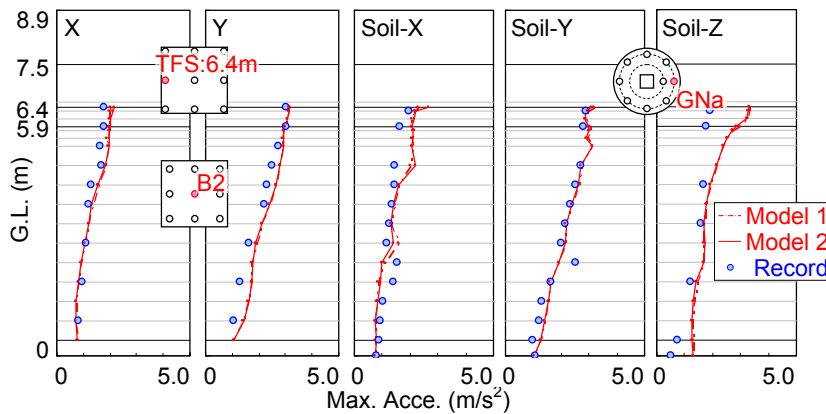 X
Y
Soil-X
Soil-Y
Soil-Z
8.9
7.5
6.4
5.9
0
G.L. (m)
TFS:6.4m
B2
GNa
Model 1
Model 2
Record
0 5.0 0 5.0 0 5.0 0 5.0 0 5.0
Max. Acce. (m/s²)